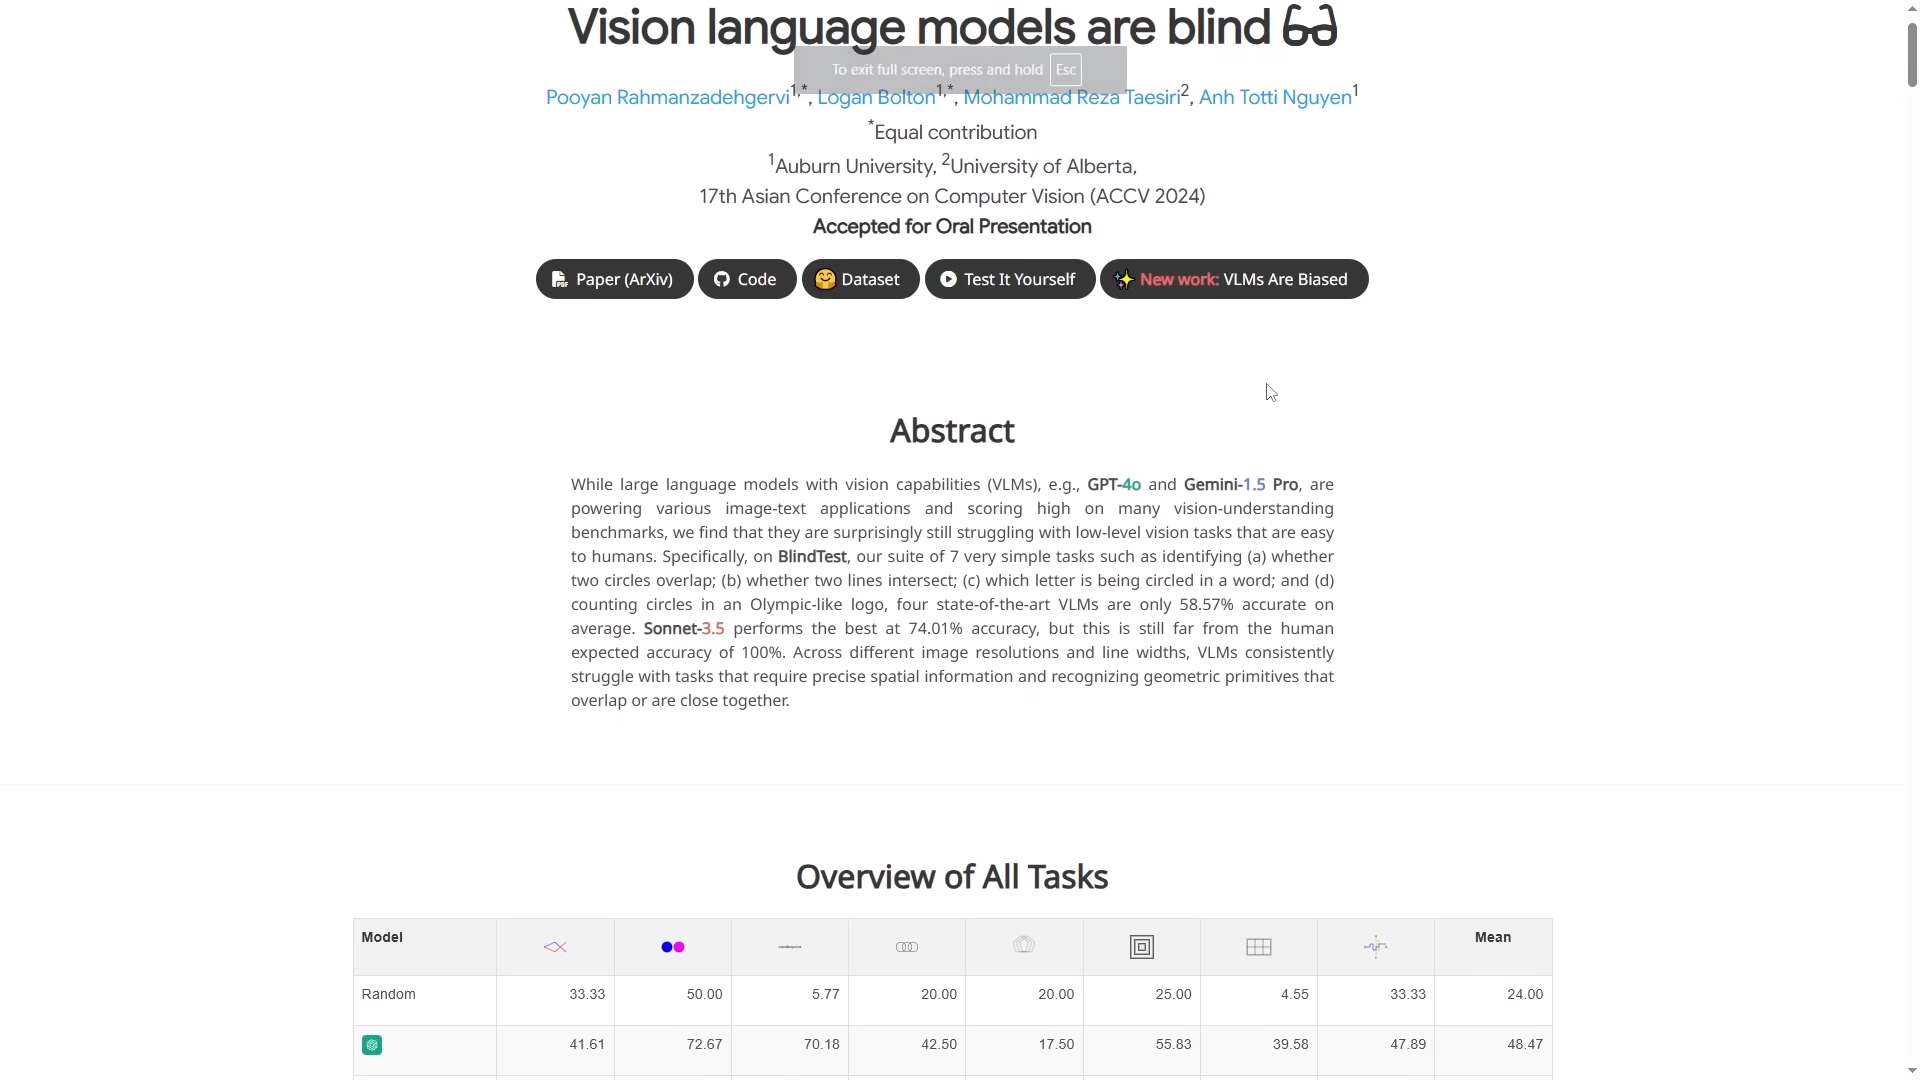 Vision language models are blind
To exit full screen, press and hold Esc
Pooyan Rahmanzadehgervi1,*, Logan Bolton1,*, Mohammad Reza Taesiri2, Anh Totti Nguyen1
*Equal contribution
1Auburn University, 2University of Alberta,
17th Asian Conference on Computer Vision (ACCV 2024)
Accepted for Oral Presentation
Paper (ArXiv) Code Dataset Test It Yourself New work: VLMs Are Biased
Abstract
While large language models with vision capabilities (VLMs), e.g., GPT-4o and Gemini-1.5 Pro, are
powering various image-text applications and scoring high on many vision-understanding
benchmarks, we find that they are surprisingly still struggling with low-level vision tasks that are easy
to humans. Specifically, on BlindTest, our suite of 7 very simple tasks such as identifying (a) whether
two circles overlap; (b) whether two lines intersect; (c) which letter is being circled in a word; and (d)
counting circles in an Olympic-like logo, four state-of-the-art VLMs are only 58.57% accurate on
average. Sonnet-3.5 performs the best at 74.01% accuracy, but this is still far from the human
expected accuracy of 100%. Across different image resolutions and line widths, VLMs consistently
struggle with tasks that require precise spatial information and recognizing geometric primitives that
overlap or are close together.
Overview of All Tasks
Model Mean
Random 33.33 50.00 5.77 20.00 20.00 25.00 4.55 33.33 24.00
41.61 72.67 70.18 42.50 17.50 55.83 39.58 47.89 48.47